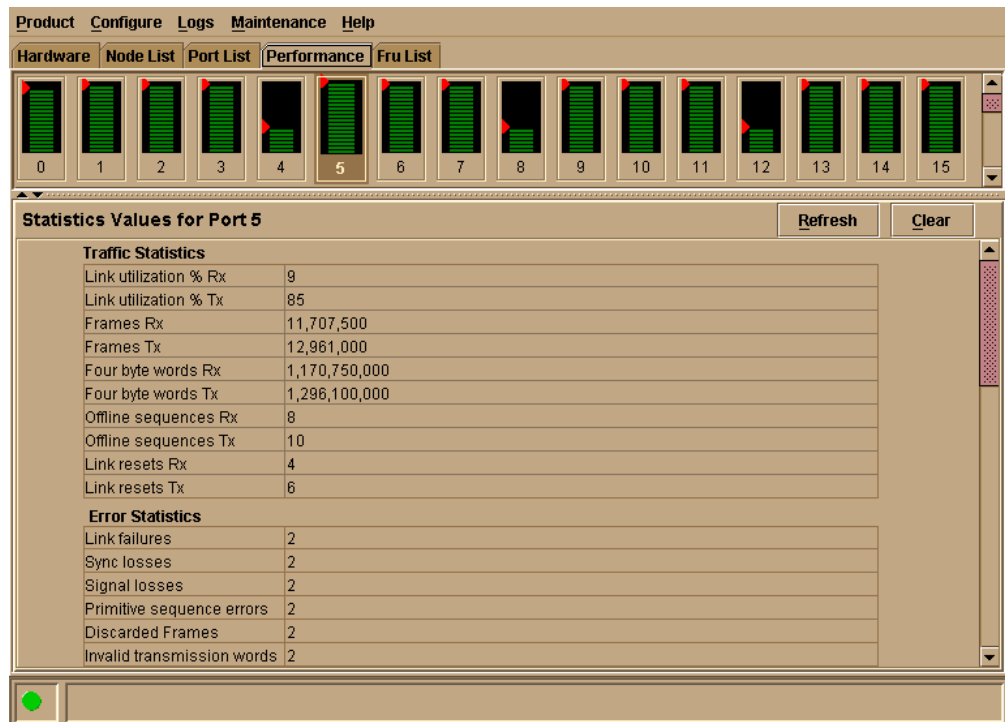 Product Configure Logs Maintenance Help
Hardware Node List Port List Performance Fru List
0 1 2 3 4 5 6 7 8 9 10 11 12 13 14 15
Statistics Values for Port 5 Refresh Clear
Traffic Statistics
Link utilization % Rx 9
Link utilization % Tx 85
Frames Rx 11,707,500
Frames Tx 12,961,000
Four byte words Rx 1,170,750,000
Four byte words Tx 1,296,100,000
Offline sequences Rx 8
Offline sequences Tx 10
Link resets Rx 4
Link resets Tx 6
Error Statistics
Link failures 2
Sync losses 2
Signal losses 2
Primitive sequence errors 2
Discarded Frames 2
Invalid transmission words 2